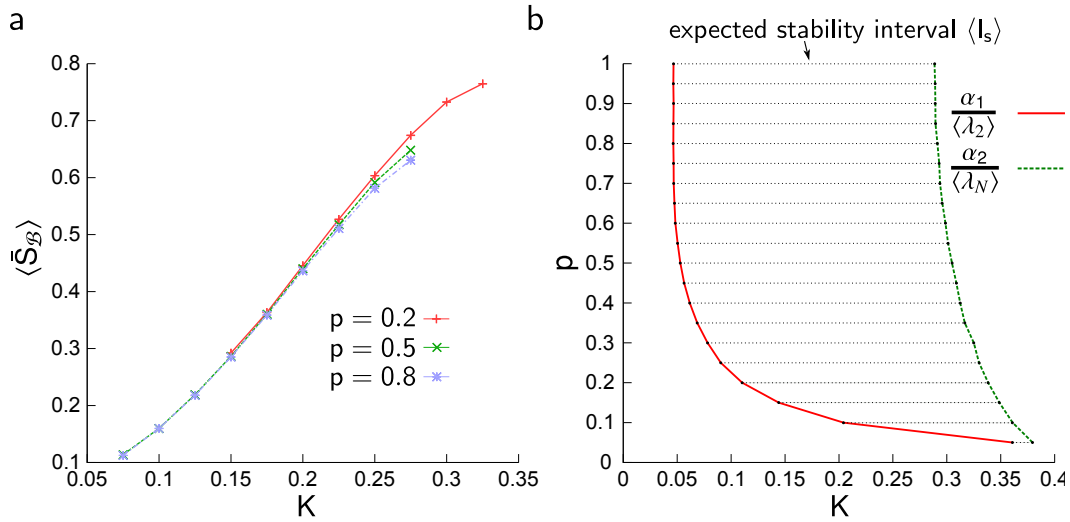 a
0.8
0.7
0.6
0.5
0.4
0.3
0.2
0.1
⟨S̄_ℬ⟩
p = 0.2
p = 0.5
p = 0.8
0.05 0.1 0.15 0.2 0.25 0.3 0.35
K
b
expected stability interval ⟨I_s⟩
1
0.9
0.8
0.7
0.6
0.5
0.4
0.3
0.2
0.1
0
p
α₁
⟨λ₂⟩
α₂
⟨λ_N⟩
0 0.05 0.1 0.15 0.2 0.25 0.3 0.35 0.4
K